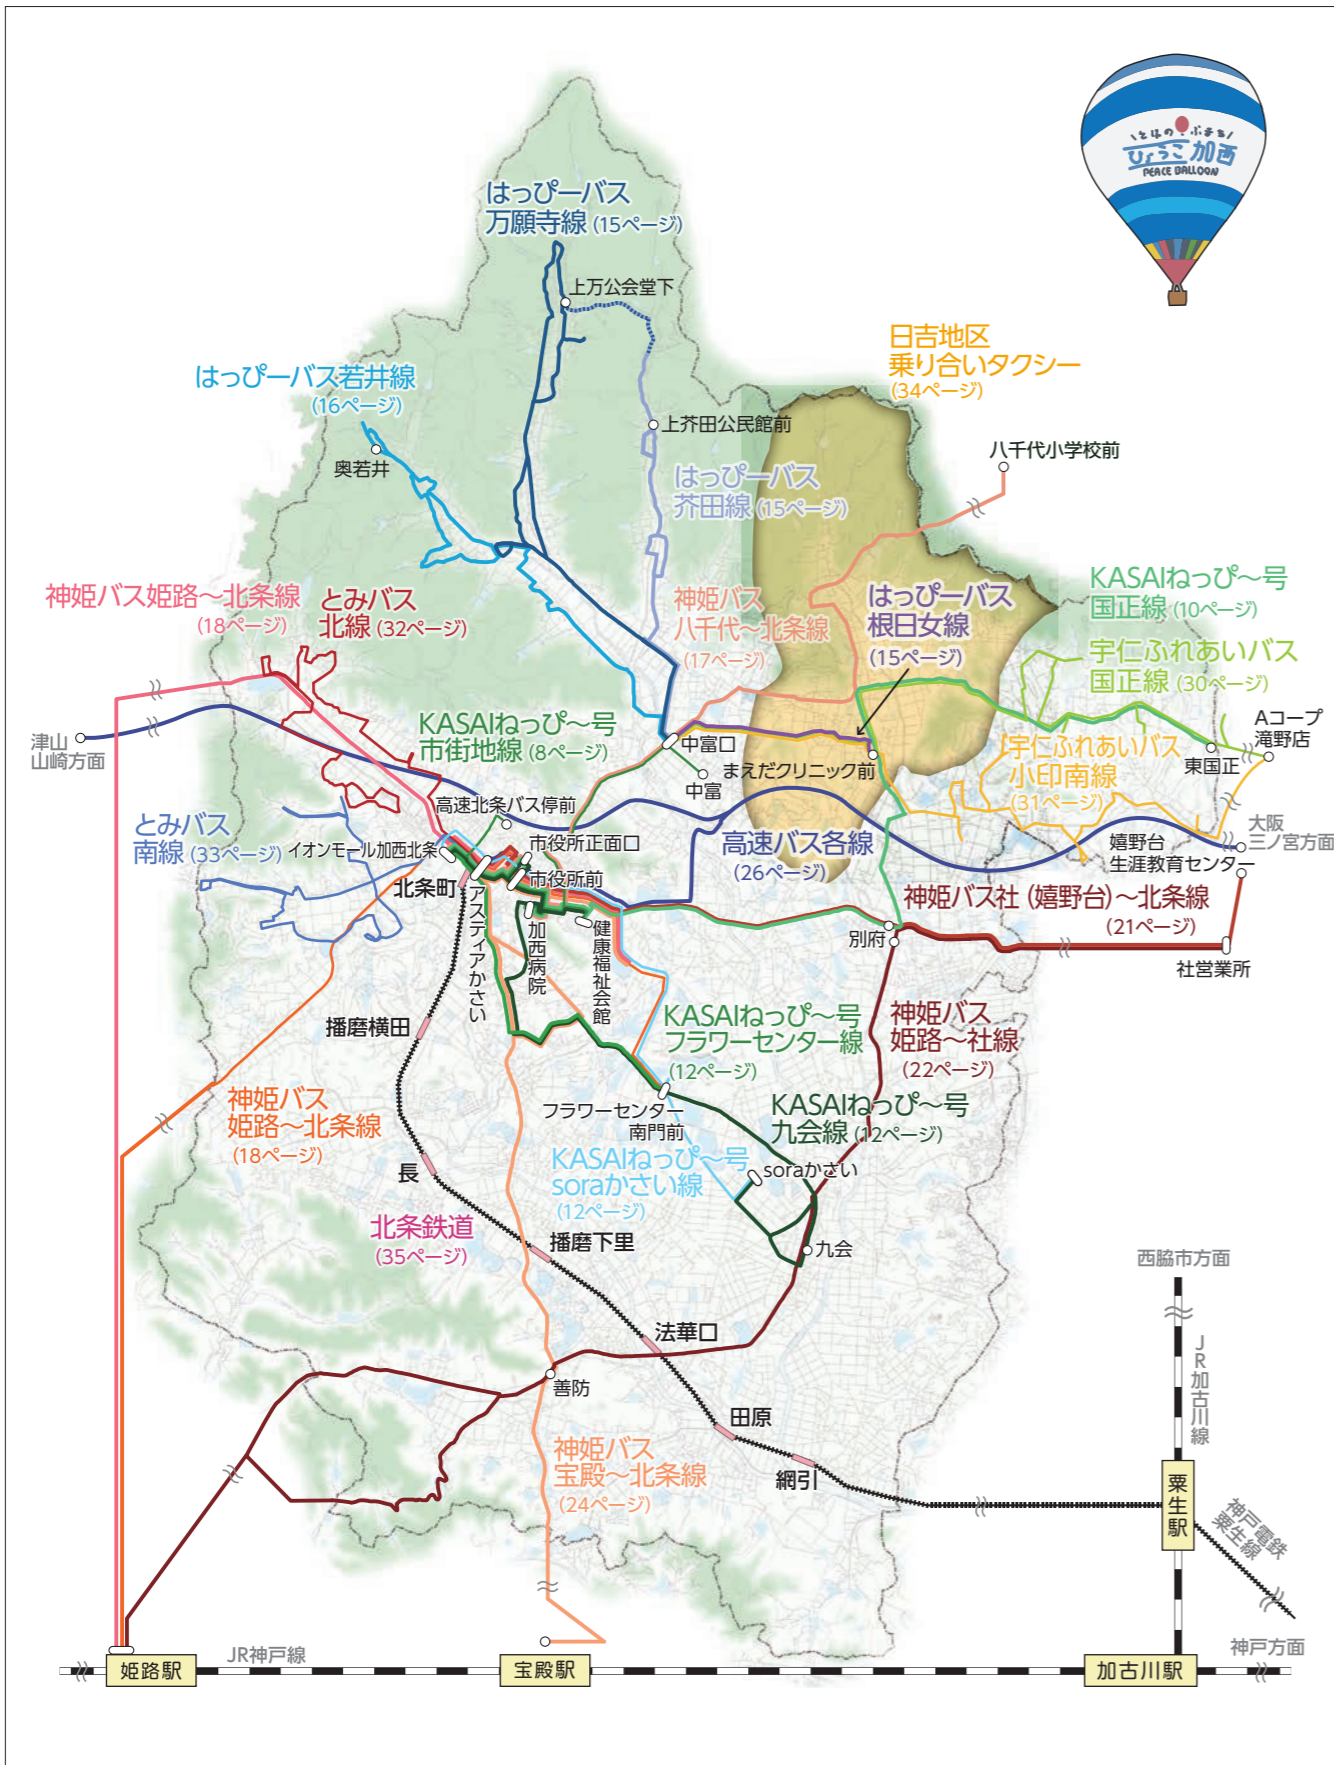 \とはの ぷまち/
ひょうご加西
PEACE BALLOON
はっぴーバス
万願寺線 (15ページ)
上万公会堂下
日吉地区
乗り合いタクシー
(34ページ)
はっぴーバス若井線
(16ページ)
奥若井
上芥田公民館前
八千代小学校前
はっぴーバス
芥田線 (15ページ)
神姫バス姫路〜北条線
(18ページ)
とみバス
北線 (32ページ)
神姫バス
八千代〜北条線
(17ページ)
はっぴーバス
根日女線
(15ページ)
KASAIねっぴ〜号
国正線 (10ページ)
宇仁ふれあいバス
国正線 (30ページ)
KASAIねっぴ〜号
市街地線 (8ページ)
津山
山崎方面
中富口
中富
まえだクリニック前
宇仁ふれあいバス
小印南線
(31ページ)
東国正
Aコープ
滝野店
とみバス
南線 (33ページ)
高速北条バス停前
イオンモール加西北条
市役所正面口
市役所前
高速バス各線
(26ページ)
嬉野台
生涯教育センター
大阪
三ノ宮方面
北条町
アスティアかさい
加西病院
健康福祉会館
別府
神姫バス社（嬉野台）〜北条線
(21ページ)
社営業所
播磨横田
KASAIねっぴ〜号
フラワーセンター線
(12ページ)
神姫バス
姫路〜社線
(22ページ)
神姫バス
姫路〜北条線
(18ページ)
フラワーセンター
南門前
KASAIねっぴ〜号
九会線 (12ページ)
長
KASAIねっぴ〜号
soraかさい線
(12ページ)
soraかさい
北条鉄道
(35ページ)
播磨下里
九会
西脇市方面
法華口
JR加古川線
善防
田原
神姫バス
宝殿〜北条線
(24ページ)
網引
粟生駅
神戸電鉄
粟生線
JR神戸線
神戸方面
姫路駅
宝殿駅
加古川駅